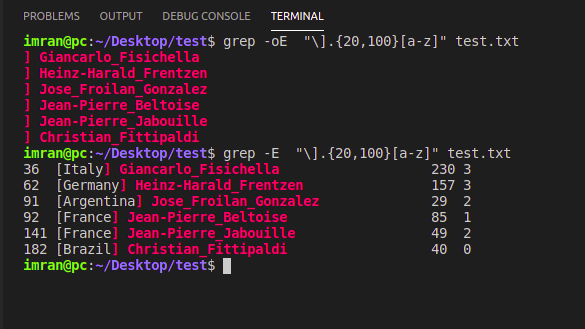 PROBLEMS OUTPUT DEBUG CONSOLE TERMINAL
imran@pc:~/Desktop/test$ grep -oE  "\].{20,100}[a-z]" test.txt
] Giancarlo_Fisichella
] Heinz-Harald_Frentzen
] Jose_Froilan_Gonzalez
] Jean-Pierre_Beltoise
] Jean-Pierre_Jabouille
] Christian_Fittipaldi
imran@pc:~/Desktop/test$ grep -E  "\].{20,100}[a-z]" test.txt
36  [Italy] Giancarlo_Fisichella                   230 3
62  [Germany] Heinz-Harald_Frentzen                157 3
91  [Argentina] Jose_Froilan_Gonzalez              29  2
92  [France] Jean-Pierre_Beltoise                  85  1
141 [France] Jean-Pierre_Jabouille                 49  2
182 [Brazil] Christian_Fittipaldi                  40  0
imran@pc:~/Desktop/test$